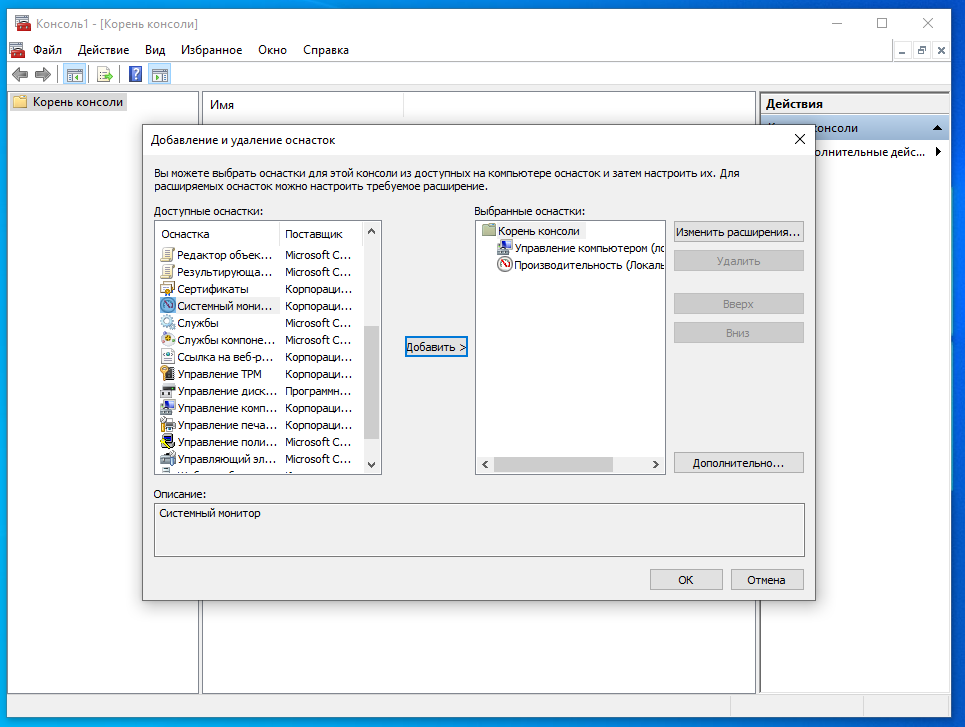 Консоль1 - [Корень консоли]
Файл Действие Вид Избранное Окно Справка
Корень консоли
Имя
Действия
консоли
олнительные дейс...
Добавление и удаление оснасток
Вы можете выбрать оснастки для этой консоли из доступных на компьютере оснасток и затем настроить их. Для
расширяемых оснасток можно настроить требуемое расширение.
Доступные оснастки:
Оснастка Поставщик
Редактор объек... Microsoft C...
Результирующа... Microsoft C...
Сертификаты Корпораци...
Системный мони... Корпораци...
Службы Microsoft C...
Службы компоне... Microsoft C...
Ссылка на веб-р... Корпораци...
Управление TPM Корпораци...
Управление диск... Программн...
Управление комп... Корпораци...
Управление печа... Корпораци...
Управление поли... Microsoft C...
Управляющий эл... Microsoft C...
Добавить >
Выбранные оснастки:
Корень консоли
Управление компьютером (ло
Производительность (Локаль
Изменить расширения...
Удалить
Вверх
Вниз
Дополнительно...
Описание:
Системный монитор
ОК
Отмена